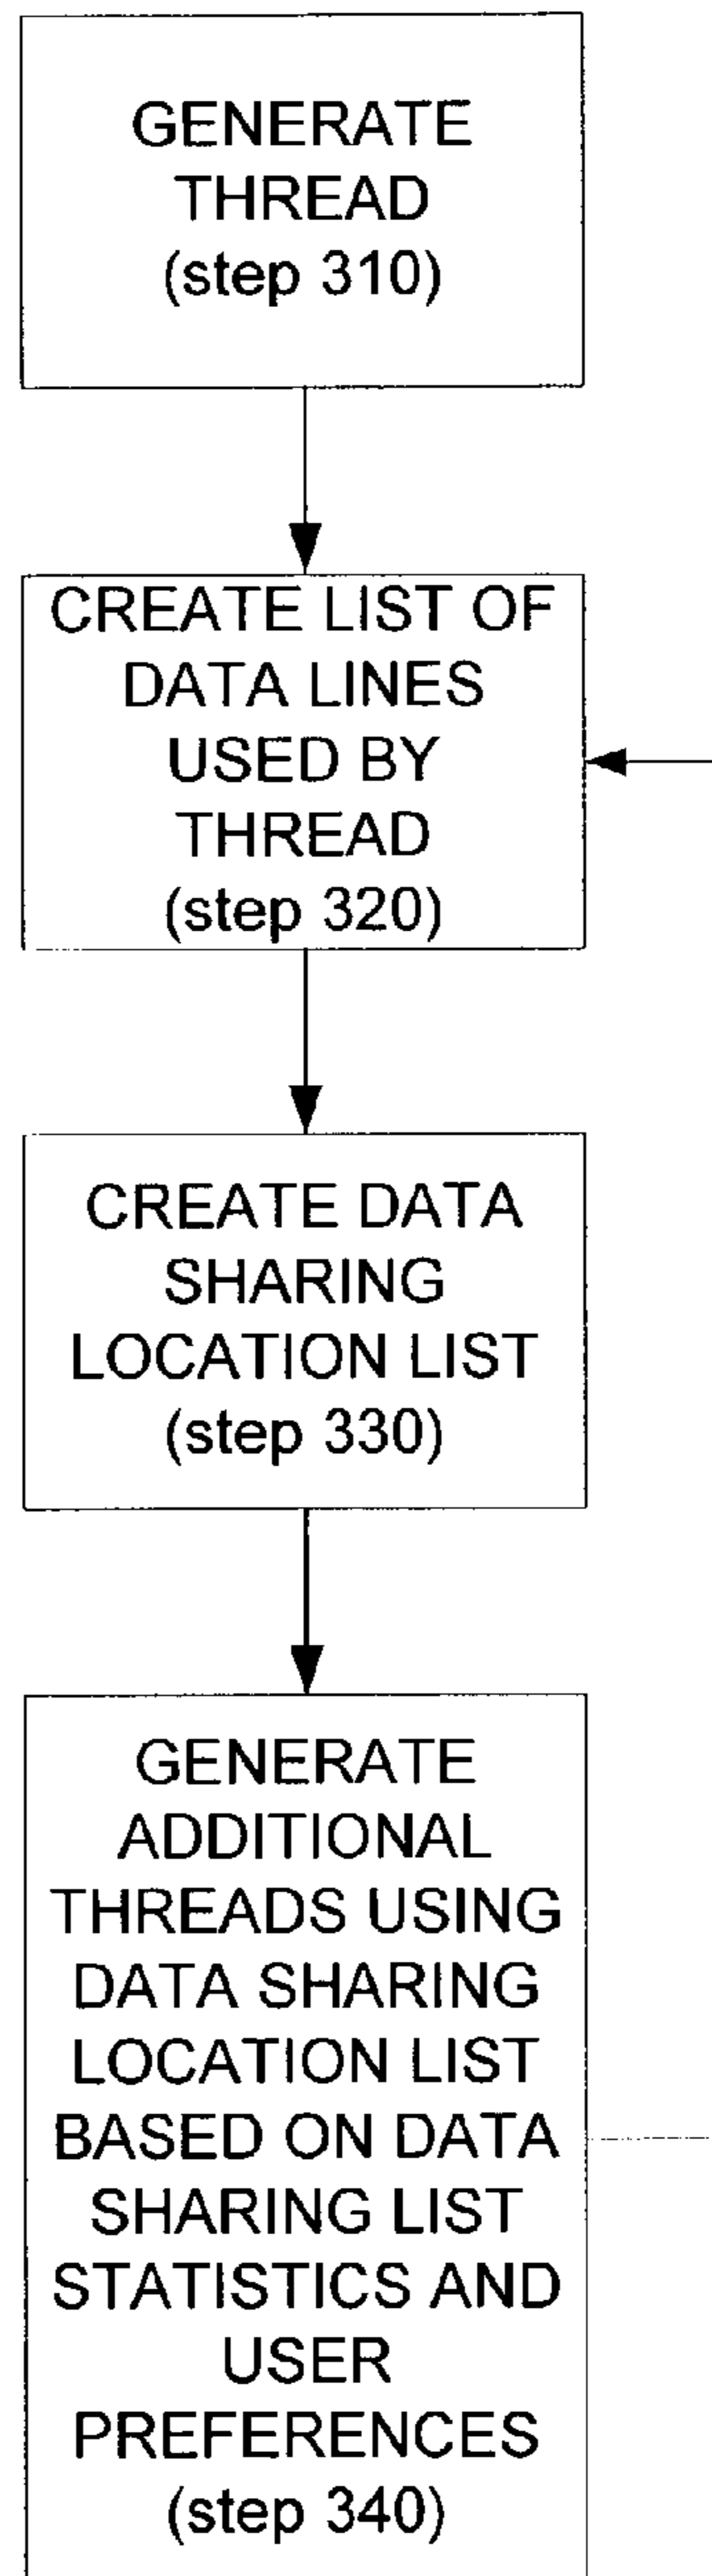 GENERATE
THREAD
(step 310)
CREATE LIST OF
DATA LINES
USED BY
THREAD
(step 320)
CREATE DATA
SHARING
LOCATION LIST
(step 330)
GENERATE
ADDITIONAL
THREADS USING
DATA SHARING
LOCATION LIST
BASED ON DATA
SHARING LIST
STATISTICS AND
USER
PREFERENCES
(step 340)